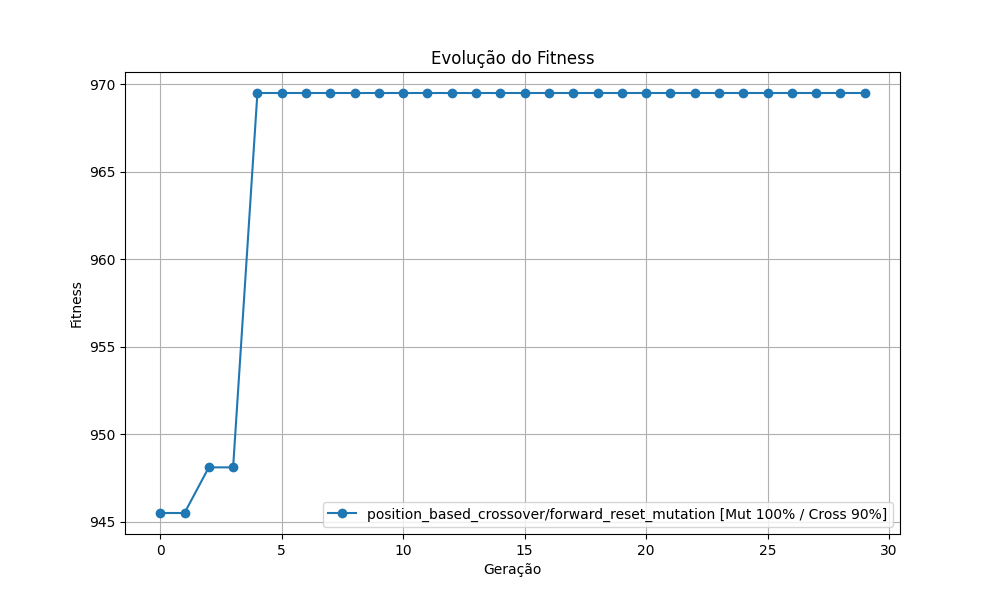 Evolução do Fitness
970
965
960
955
950
945
Fitness
position_based_crossover/forward_reset_mutation [Mut 100% / Cross 90%]
0 5 10 15 20 25 30
Geração